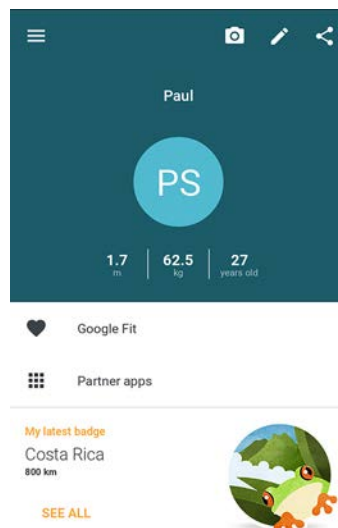 Paul
PS
1.7 62.5 27
m kg years old
Google Fit
Partner apps
My latest badge
Costa Rica
800 km
SEE ALL